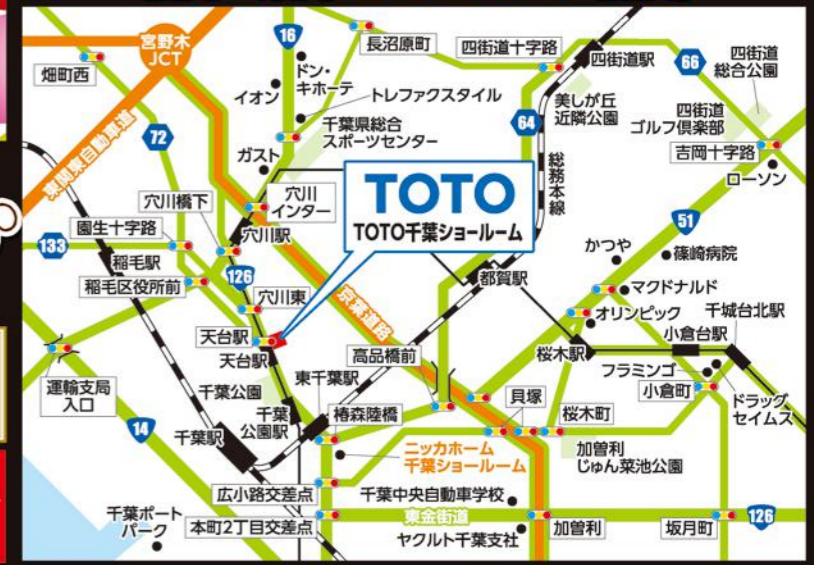 宮野木
JCT
16
長沼原町
四街道十字路
四街道駅
66
四街道
総合公園
畑町西
ドン・
キホーテ
イオン
トレファクスタイル
美しが丘
近隣公園
四街道
ゴルフ倶楽部
72
千葉県総合
スポーツセンター
64
吉岡十字路
ローソン
東関東自動車道
ガスト
総務本線
穴川橋下
穴川
インター
TOTO
TOTO千葉ショールーム
51
園生十字路
穴川駅
133
稲毛駅
かつや
篠崎病院
126
都賀駅
稲毛区役所前
穴川東
京葉道路
マクドナルド
オリンピック
千城台北駅
天台駅
天台駅
高品橋前
桜木駅
小倉台駅
運輸支局
入口
千葉公園
東千葉駅
フラミンゴ
小倉町
ドラッグ
セイムス
千葉
公園駅
椿森陸橋
貝塚
桜木町
14
千葉駅
ニッカホーム
千葉ショールーム
加曽利
じゅん菜池公園
広小路交差点
千葉中央自動車学校
千葉ポート
パーク
本町2丁目交差点
東金街道
加曽利
坂月町
126
ヤクルト千葉支社